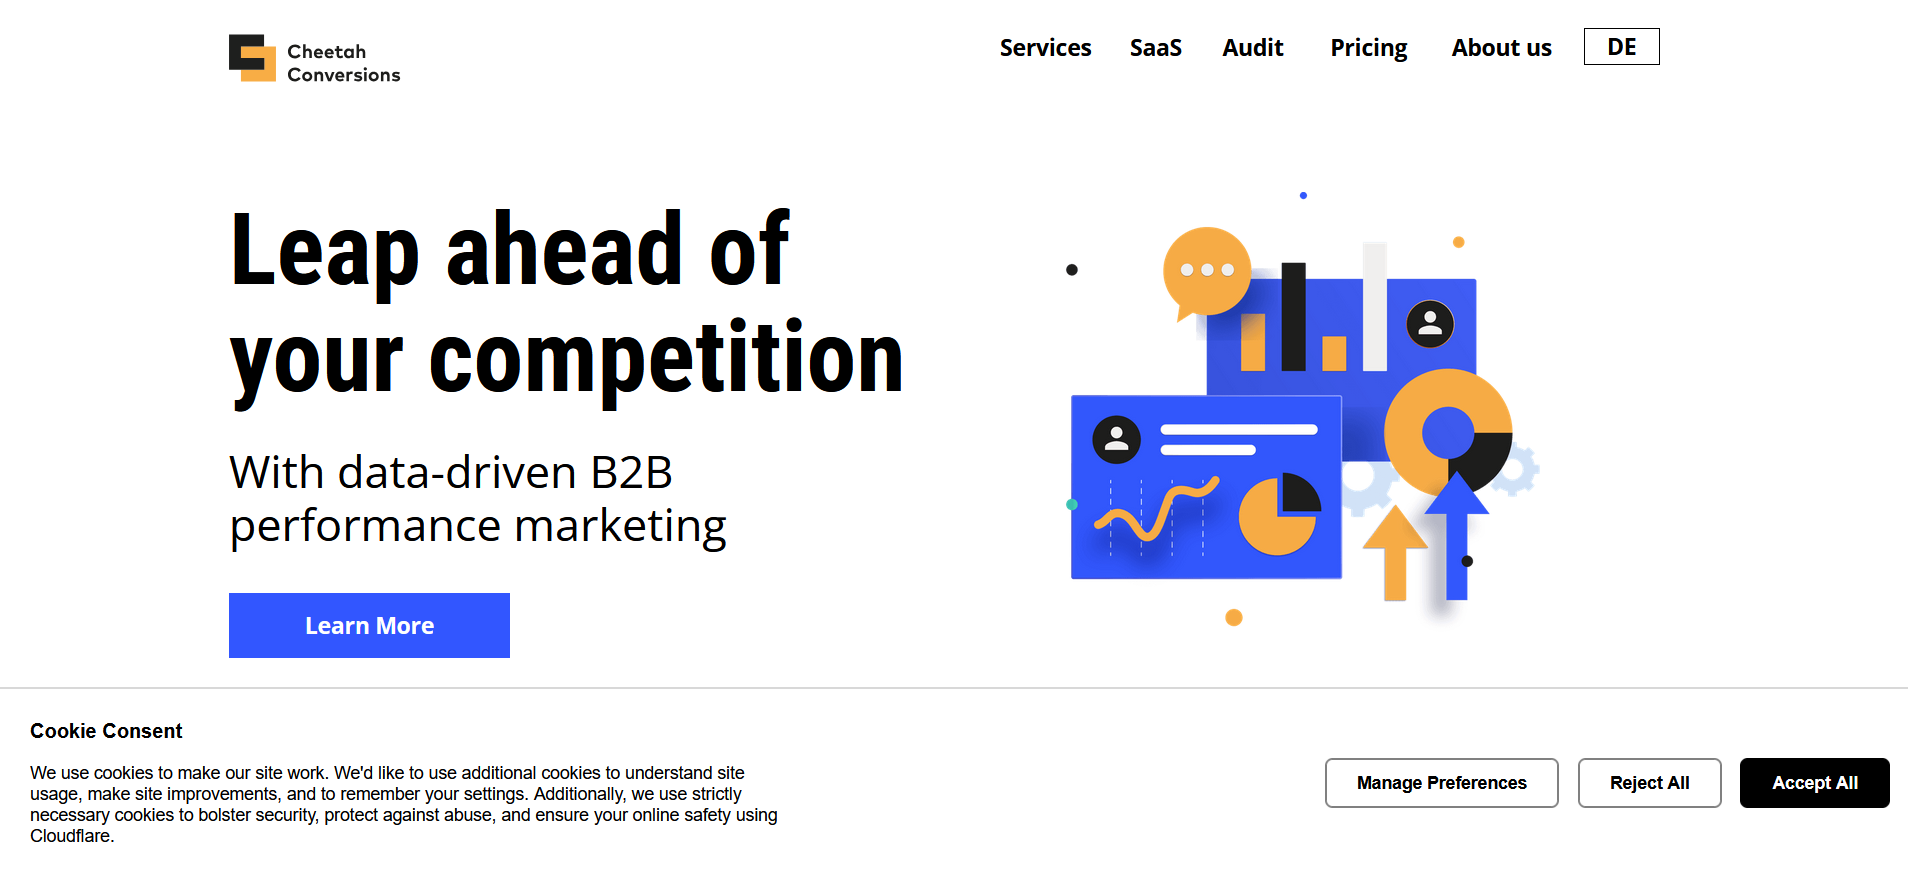 Cheetah
Conversions
Services SaaS Audit Pricing About us DE
Leap ahead of
your competition
With data-driven B2B
performance marketing
Learn More
Cookie Consent
We use cookies to make our site work. We'd like to use additional cookies to understand site
usage, make site improvements, and to remember your settings. Additionally, we use strictly
necessary cookies to bolster security, protect against abuse, and ensure your online safety using
Cloudflare.
Manage Preferences Reject All Accept All